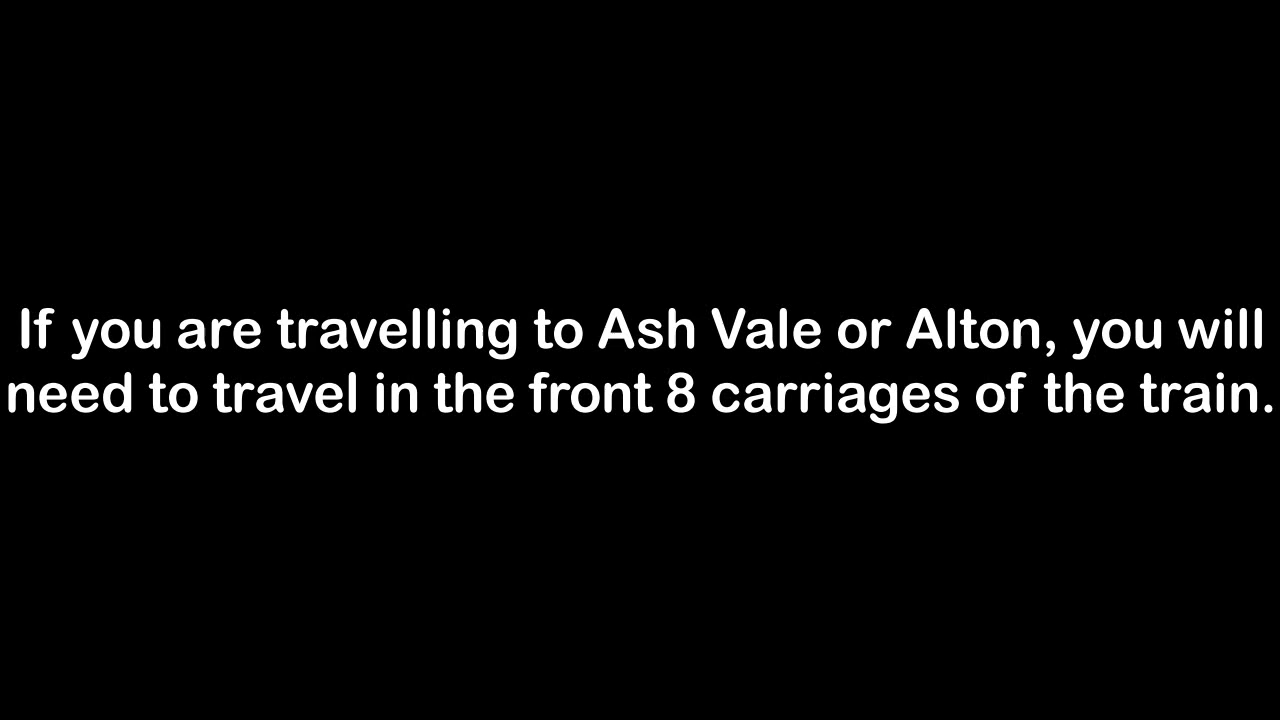 If you are travelling to Ash Vale or Alton, you will
need to travel in the front 8 carriages of the train.